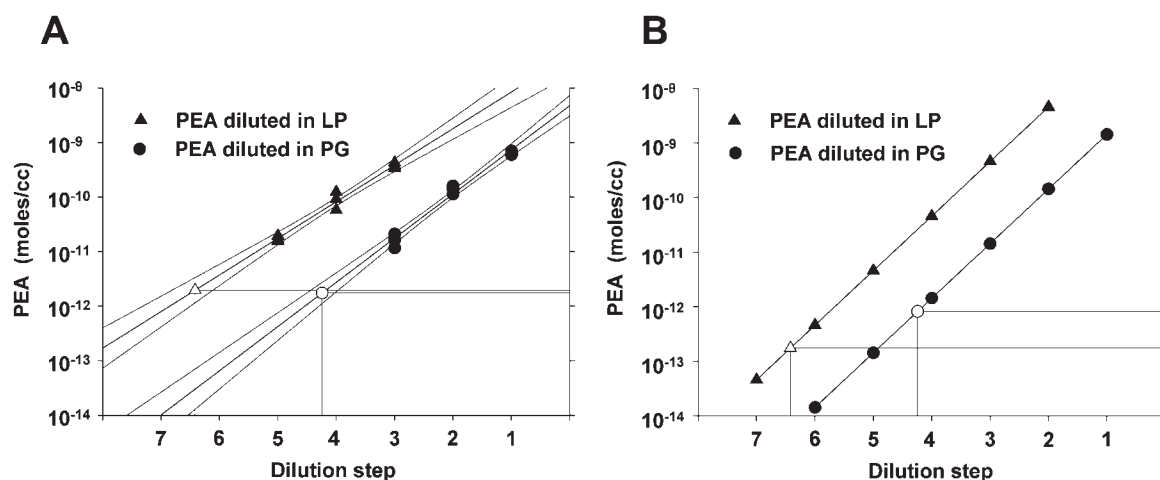 A
B
10-8
10-9
10-10
10-11
10-12
10-13
10-14
PEA (moles/cc)
PEA diluted in LP
PEA diluted in PG
7 6 5 4 3 2 1
Dilution step
10-8
10-9
10-10
10-11
10-12
10-13
10-14
PEA (moles/cc)
PEA diluted in LP
PEA diluted in PG
7 6 5 4 3 2 1
Dilution step